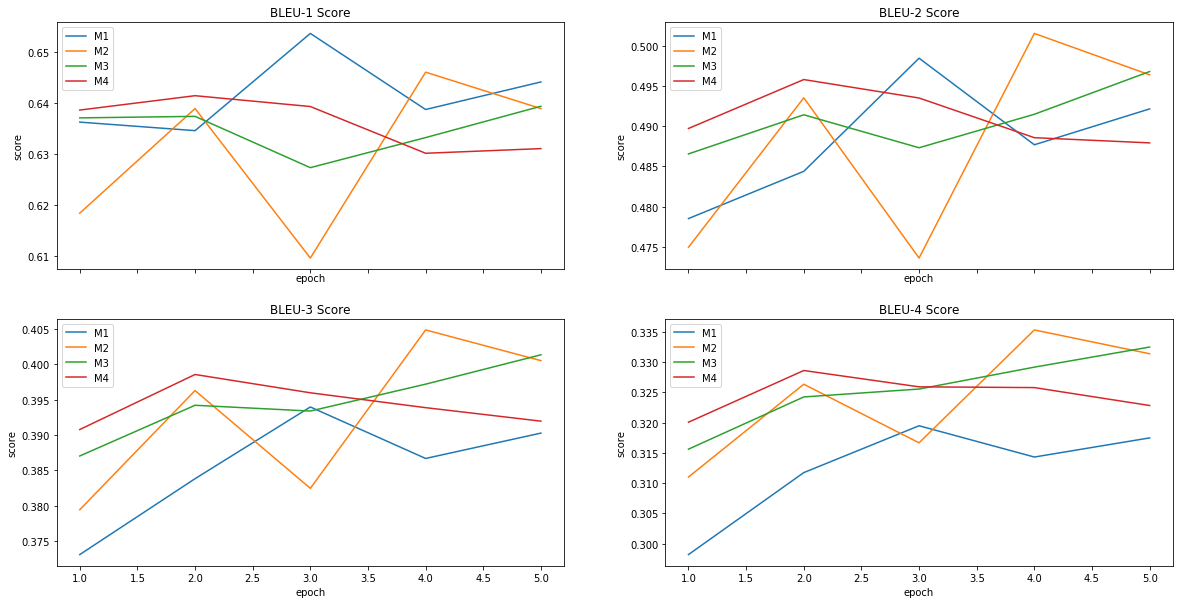 BLEU-1 Score
M1
M2
M3
M4
0.65
0.64
0.63
0.62
0.61
score
epoch
BLEU-2 Score
M1
M2
M3
M4
0.500
0.495
0.490
0.485
0.480
0.475
score
epoch
BLEU-3 Score
M1
M2
M3
M4
0.405
0.400
0.395
0.390
0.385
0.380
0.375
score
1.0 1.5 2.0 2.5 3.0 3.5 4.0 4.5 5.0
epoch
BLEU-4 Score
M1
M2
M3
M4
0.335
0.330
0.325
0.320
0.315
0.310
0.305
0.300
score
1.0 1.5 2.0 2.5 3.0 3.5 4.0 4.5 5.0
epoch